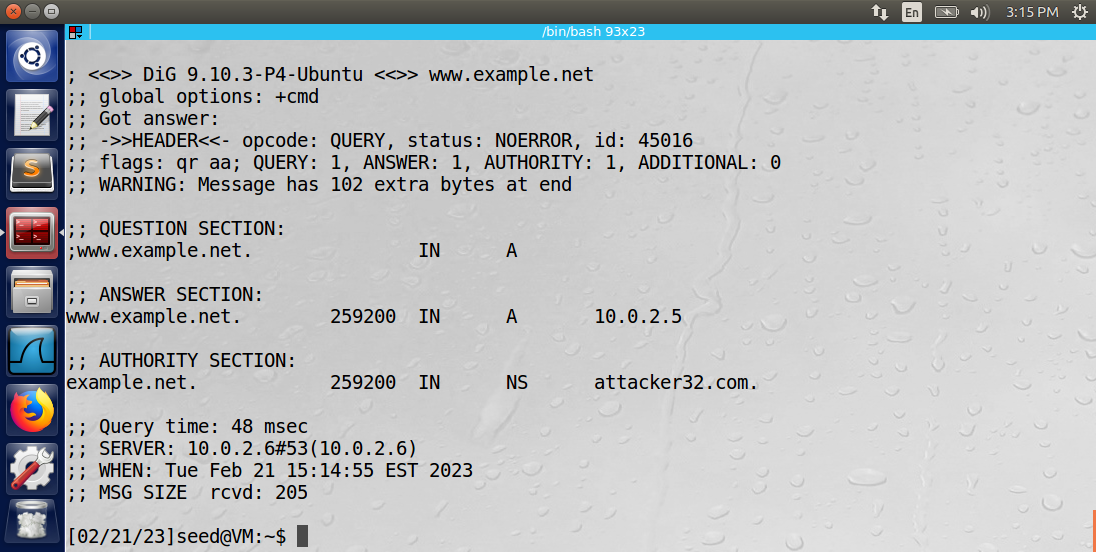 En 3:15 PM
/bin/bash 93x23
; <<>> DiG 9.10.3-P4-Ubuntu <<>> www.example.net
;; global options: +cmd
;; Got answer:
;; ->>HEADER<<- opcode: QUERY, status: NOERROR, id: 45016
;; flags: qr aa; QUERY: 1, ANSWER: 1, AUTHORITY: 1, ADDITIONAL: 0
;; WARNING: Message has 102 extra bytes at end
;; QUESTION SECTION:
;www.example.net. IN A
;; ANSWER SECTION:
www.example.net. 259200 IN A 10.0.2.5
;; AUTHORITY SECTION:
example.net. 259200 IN NS attacker32.com.
;; Query time: 48 msec
;; SERVER: 10.0.2.6#53(10.0.2.6)
;; WHEN: Tue Feb 21 15:14:55 EST 2023
;; MSG SIZE rcvd: 205
[02/21/23]seed@VM:~$